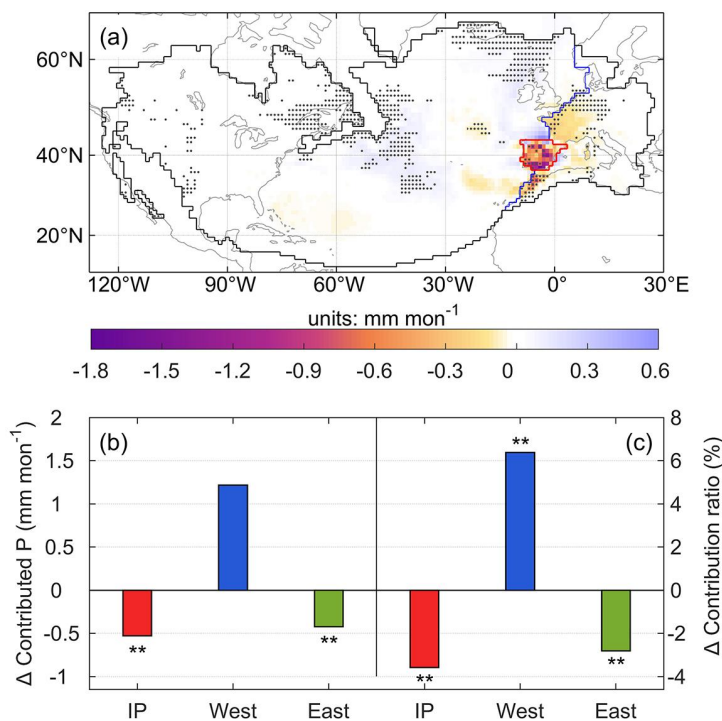 (a)
60°N
40°N
20°N
120°W 90°W 60°W 30°W 0°E 30°E
units: mm mon-1
-1.8 -1.5 -1.2 -0.9 -0.6 -0.3 0 0.3 0.6
(b) (c)
Δ Contributed P (mm mon-1)
2
1.5
1
0.5
0
-0.5
-1
** ** ** ** **
Δ Contribution ratio (%)
8
6
4
2
0
-2
-4
IP West East IP West East